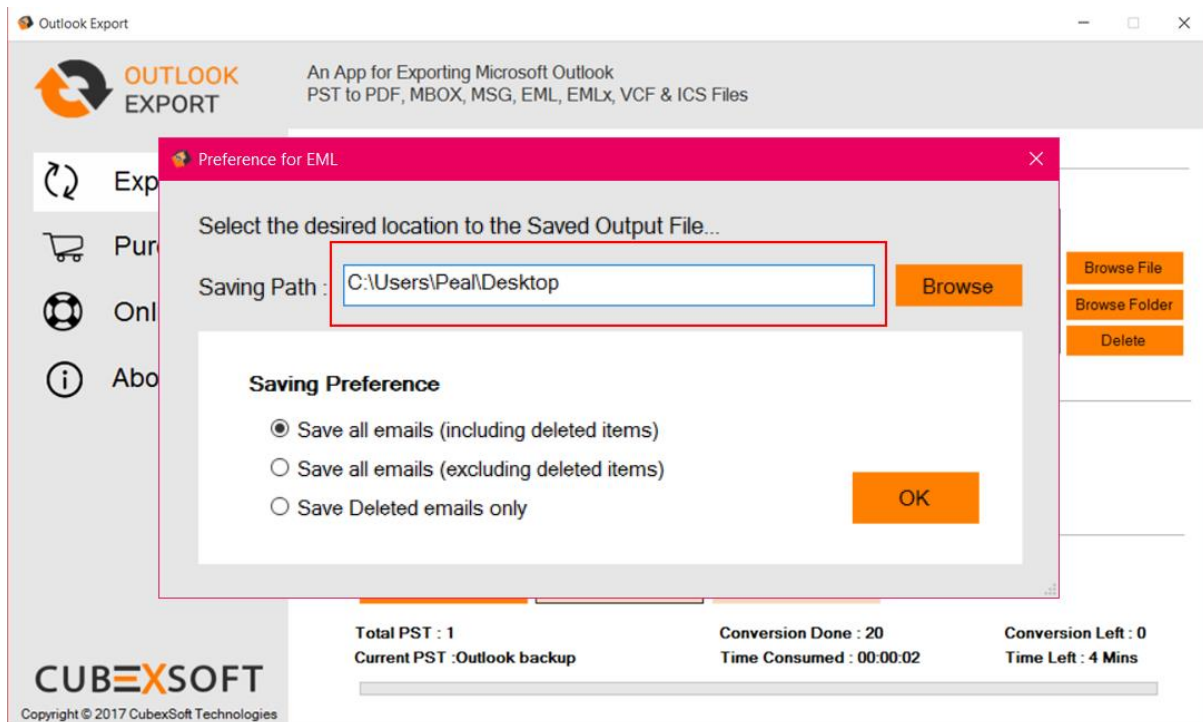 Outlook Export
OUTLOOK
EXPORT
An App for Exporting Microsoft Outlook
PST to PDF, MBOX, MSG, EML, EMLx, VCF & ICS Files
Exp
Pur
Onl
Abo
Preference for EML
Select the desired location to the Saved Output File...
Saving Path :
C:\Users\Peal\Desktop
Browse
Saving Preference
Save all emails (including deleted items)
Save all emails (excluding deleted items)
Save Deleted emails only
OK
Browse File
Browse Folder
Delete
Total PST : 1
Conversion Done : 20
Conversion Left : 0
Current PST :Outlook backup
Time Consumed : 00:00:02
Time Left : 4 Mins
CUBEXSOFT
Copyright © 2017 CubexSoft Technologies